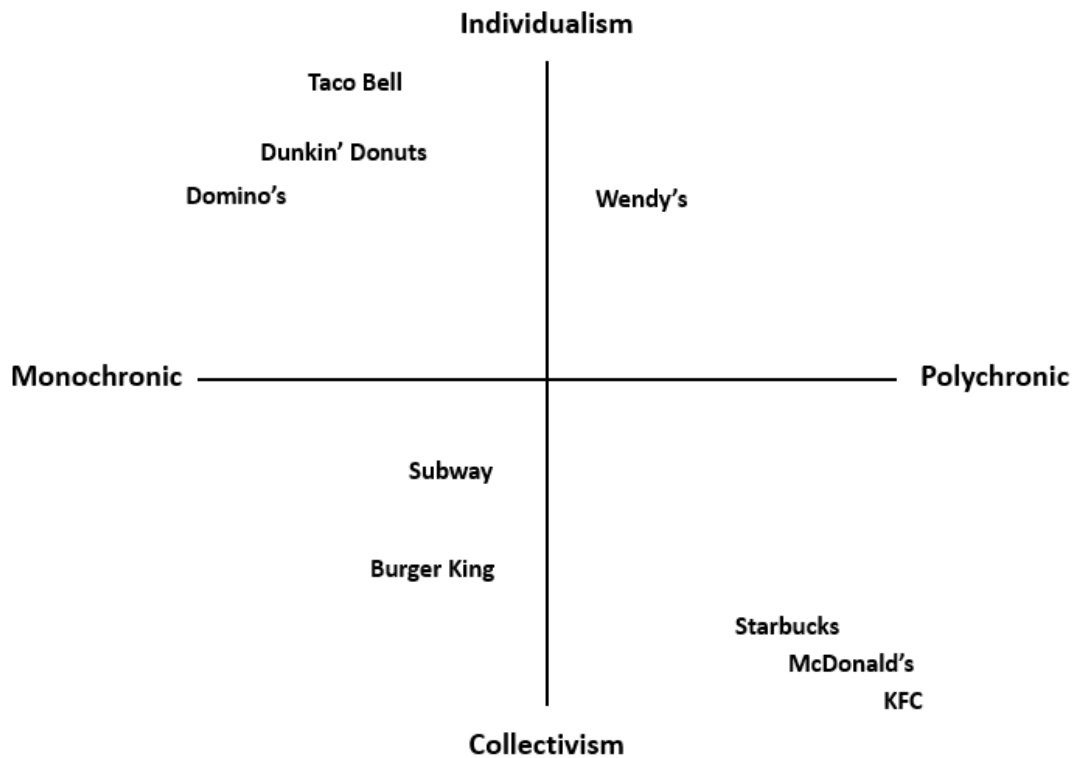 Individualism
Taco Bell
Dunkin’ Donuts
Domino’s
Wendy’s
Monochronic
Polychronic
Subway
Burger King
Starbucks
McDonald’s
KFC
Collectivism